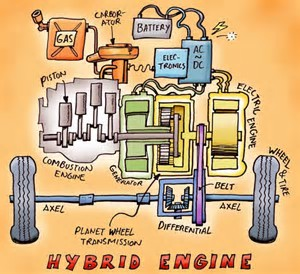 GAS
CARBOR-
ATOR
BATTERY
ELEC-
TRONICS
AC
~
DC
PISTON
COMBUSTION
ENGINE
GENERATOR
ELECTRIC ENGINE
WHEEL & TIRE
BELT
AXEL
AXEL
PLANET WHEEL
TRANSMISSION
DIFFERENTIAL
HYBRID ENGINE